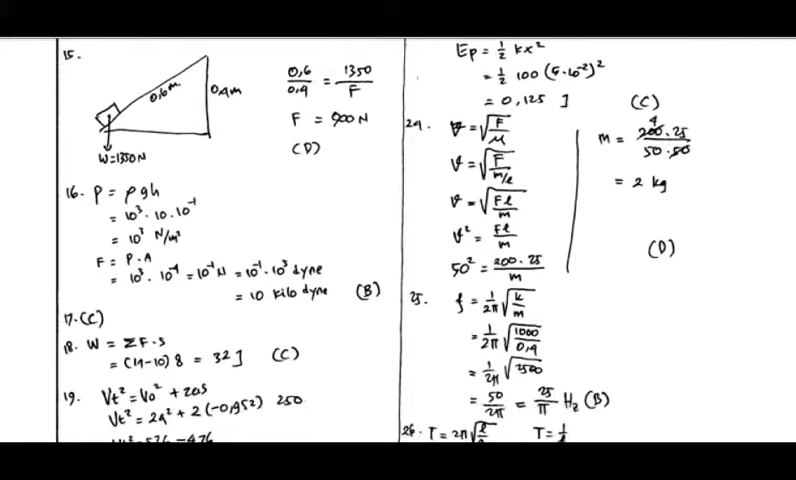 15.
0,6 m
0,4 m
W=1350N
0,6/0,4 = 1350/F
F = 900 N
(D)
16. P = ρgh
= 10³ · 10 · 10⁻¹
= 10³ N/m²
F = P · A
= 10³ · 10⁻⁴ = 10⁻¹ N = 10⁻¹ · 10⁵ dyne
= 10 kilo dyne (B)
17. (C)
18. W = ΣF · S
= (14-10) 8 = 32 J (C)
19. Vt² = Vo² + 2as
Vt² = 24² + 2 (-0,952) 250
Ep = ½ kx²
= ½ 100 (5·10⁻²)²
= 0,125 J (C)
24. v = √F/μ
v = √F/m/ℓ
v = √Fℓ/m
v² = Fℓ/m
50² = 200 · 25/m
m = 200 · 25/50 · 50
4
= 2 kg
(D)
25. f = 1/2π √k/m
= 1/2π √1000/0,4
= 1/2π √2500
= 50/2π = 25/π Hz (B)
26. T = 2π